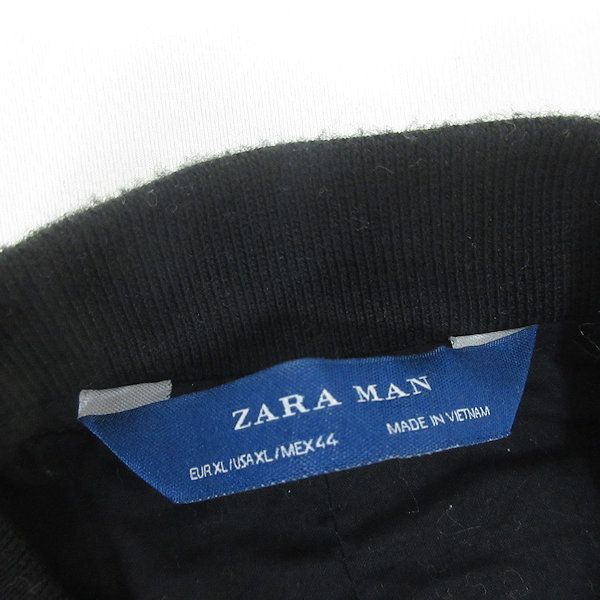 ZARA MAN
EUR XL / USA XL / MEX 44
MADE IN VIETNAM